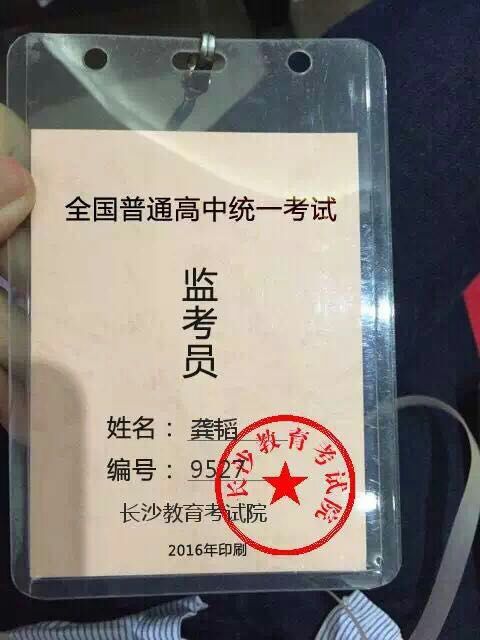 全国普通高中统一考试
监
考
员
姓名：龚韬
编号：9527
长沙教育考试院
2016年印刷
长沙教育考试院